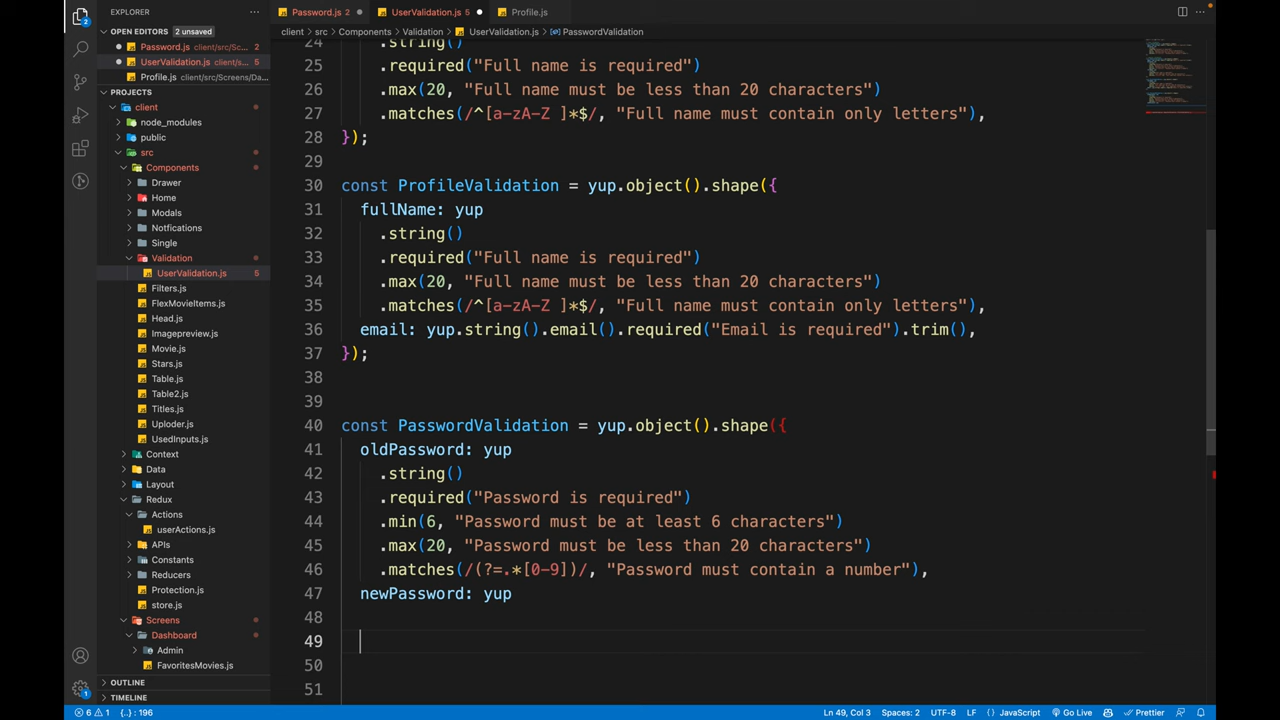 EXPLORER
OPEN EDITORS 2 unsaved
Password.js client/src/Sc... 2
UserValidation.js client/s... 5
Profile.js client/src/Screens/Da...
PROJECTS
client
node_modules
public
src
Components
Drawer
Home
Modals
Notfications
Single
Validation
UserValidation.js 5
Filters.js
FlexMovieItems.js
Head.js
Imagepreview.js
Movie.js
Stars.js
Table.js
Table2.js
Titles.js
Uploder.js
UsedInputs.js
Context
Data
Layout
Redux
Actions
userActions.js
APIs
Constants
Reducers
Protection.js
store.js
Screens
Dashboard
Admin
FavoritesMovies.js
OUTLINE
TIMELINE
Password.js 2 UserValidation.js 5 Profile.js
client > src > Components > Validation > UserValidation.js > PasswordValidation
24 .string()
25 .required("Full name is required")
26 .max(20, "Full name must be less than 20 characters")
27 .matches(/^[a-zA-Z ]*$/, "Full name must contain only letters"),
28 });
29
30 const ProfileValidation = yup.object().shape({
31 fullName: yup
32 .string()
33 .required("Full name is required")
34 .max(20, "Full name must be less than 20 characters")
35 .matches(/^[a-zA-Z ]*$/, "Full name must contain only letters"),
36 email: yup.string().email().required("Email is required").trim(),
37 });
38
39
40 const PasswordValidation = yup.object().shape({
41 oldPassword: yup
42 .string()
43 .required("Password is required")
44 .min(6, "Password must be at least 6 characters")
45 .max(20, "Password must be less than 20 characters")
46 .matches(/(?=.*[0-9])/, "Password must contain a number"),
47 newPassword: yup
48
49
50
51
2
1
6 1 {..} : 196 Ln 49, Col 3 Spaces: 2 UTF-8 LF {} JavaScript Go Live Prettier